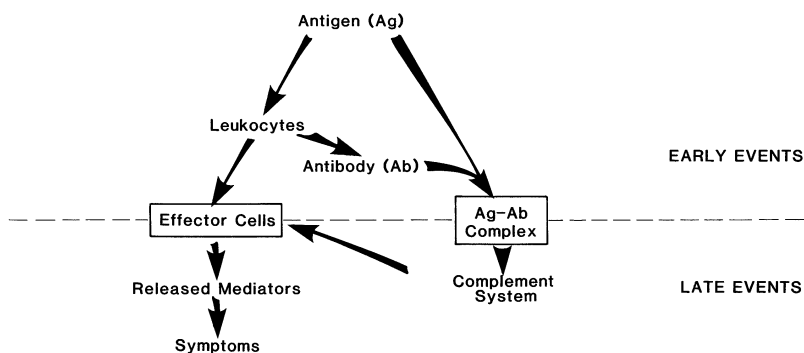 Antigen (Ag)
Leukocytes
Antibody (Ab)
EARLY EVENTS
Effector Cells
Ag-Ab
Complex
Released Mediators
Complement
System
LATE EVENTS
Symptoms